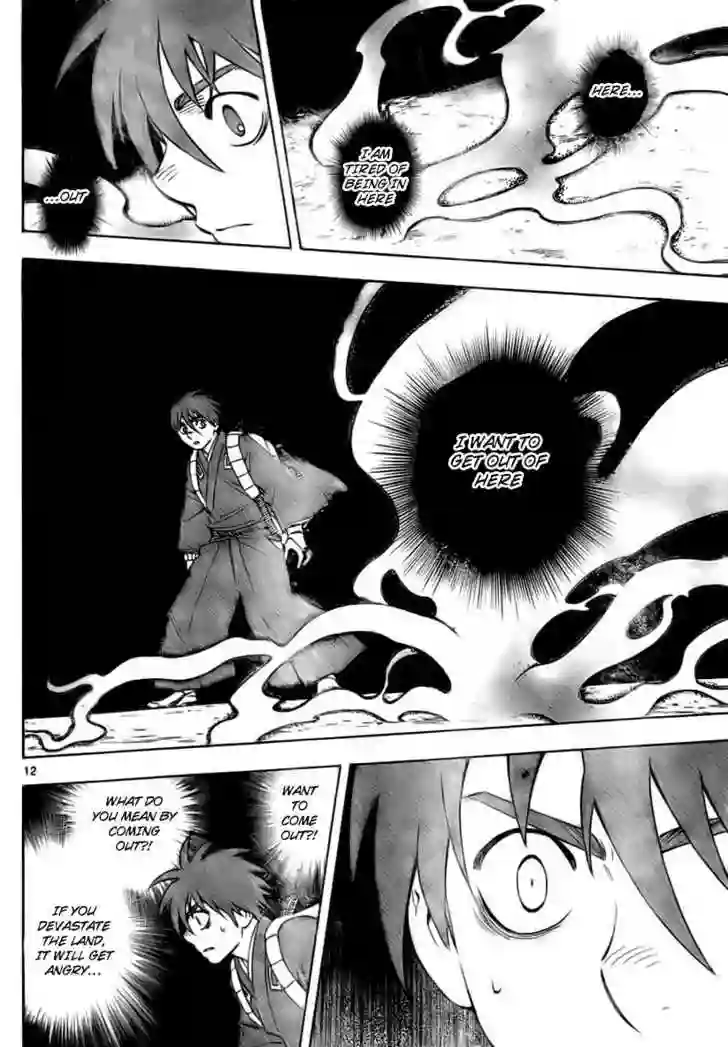 HERE...
I AM
TIRED OF
BEING IN
HERE
...OUT
I WANT TO
GET OUT OF
HERE
12
WANT
TO
COME
OUT?!
WHAT DO
YOU MEAN BY
COMING
OUT?!
IF YOU
DEVASTATE
THE LAND,
IT WILL GET
ANGRY...